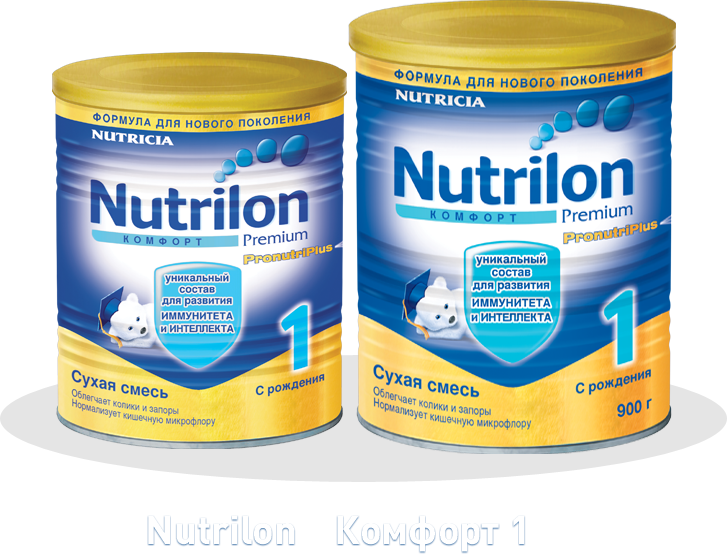 ФОРМУЛА ДЛЯ НОВОГО ПОКОЛЕНИЯ
NUTRICIA
Nutrilon
КОМФОРТ
Premium
PronutriPlus
уникальный
состав
для развития
ИММУНИТЕТА
и ИНТЕЛЛЕКТА
1
Сухая смесь
С рождения
Облегчает колики и запоры
Нормализует кишечную микрофлору
ФОРМУЛА ДЛЯ НОВОГО ПОКОЛЕНИЯ
NUTRICIA
Nutrilon
КОМФОРТ
Premium
PronutriPlus
уникальный
состав
для развития
ИММУНИТЕТА
и ИНТЕЛЛЕКТА
1
Сухая смесь
С рождения
Облегчает колики и запоры
Нормализует кишечную микрофлору
900 г
Nutrilon Комфорт 1